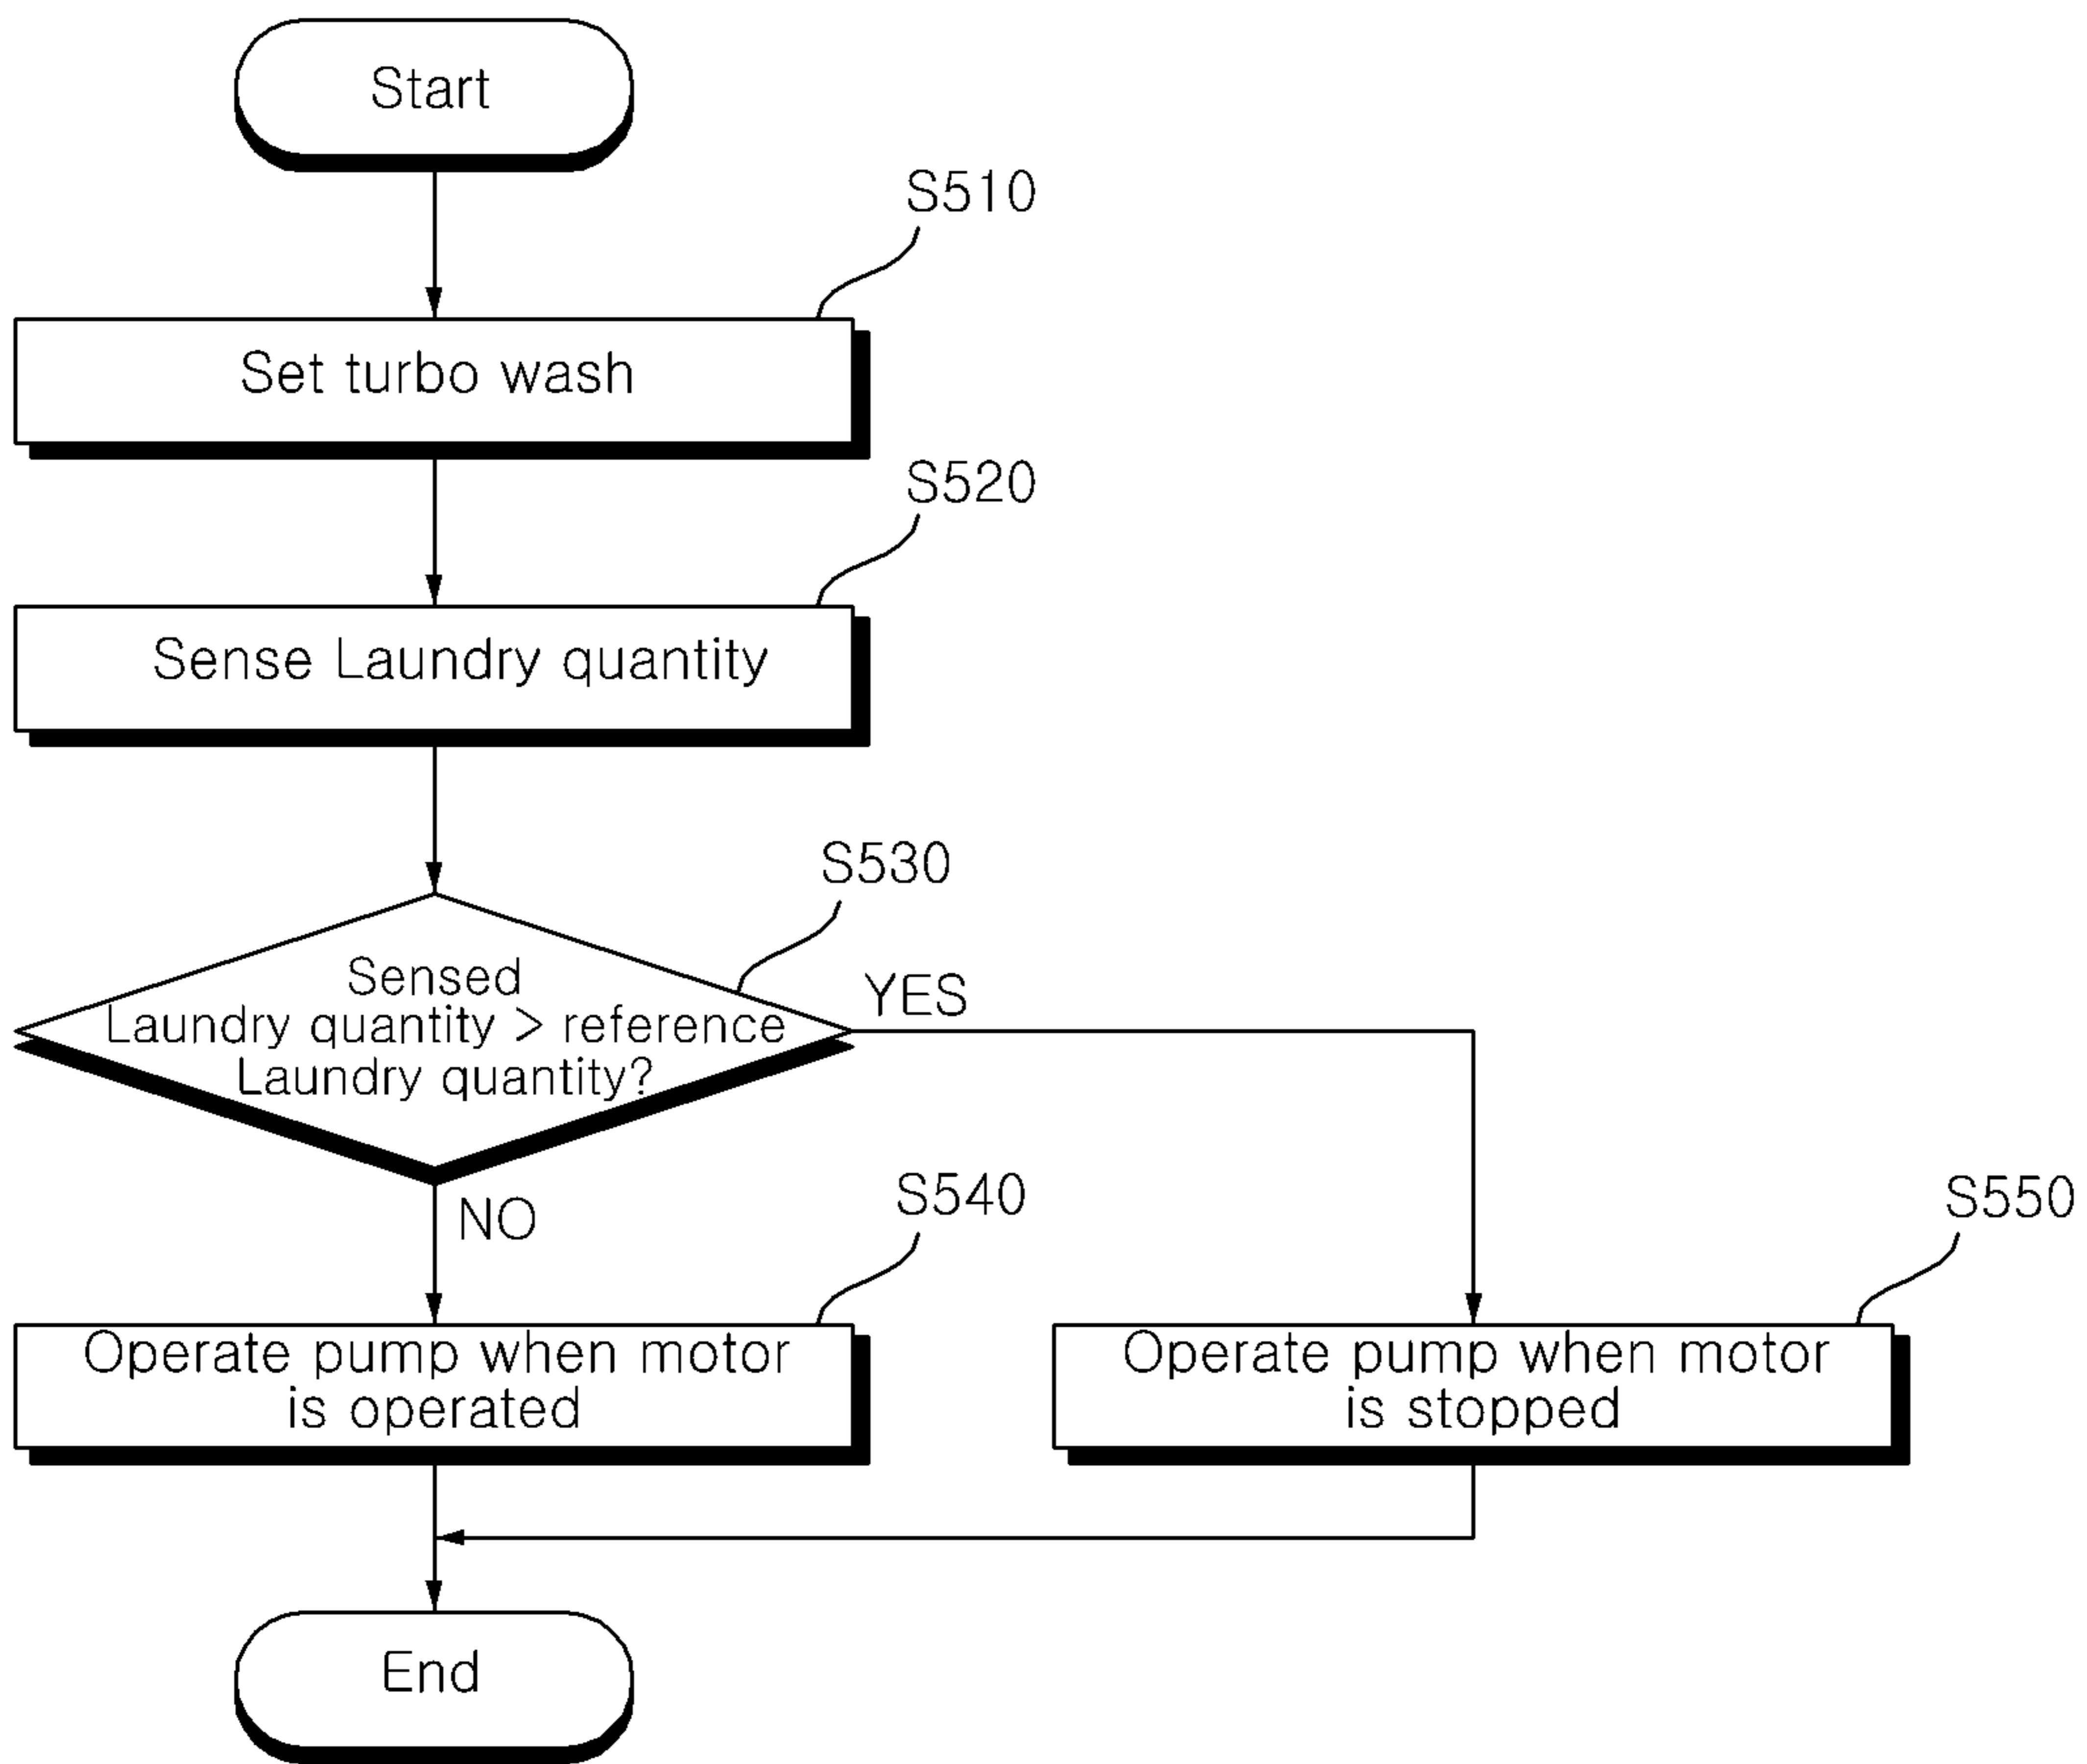 Start
S510
Set turbo wash
S520
Sense Laundry quantity
S530
Sensed
Laundry quantity > reference
Laundry quantity?
YES
NO
S540
Operate pump when motor
is operated
S550
Operate pump when motor
is stopped
End